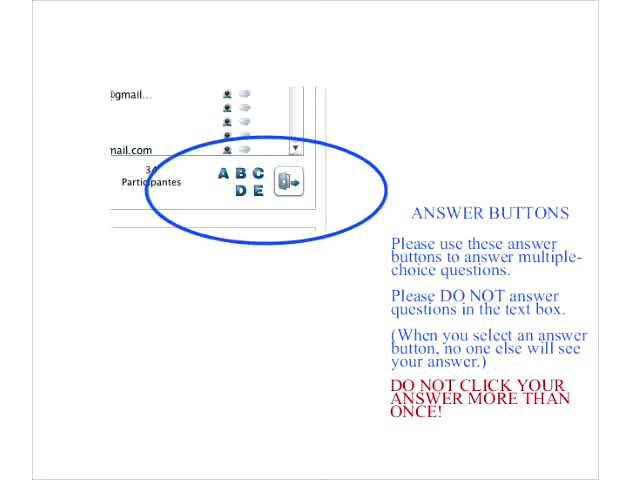 @gmail...
mail.com
34
Participantes
A B C
D E
ANSWER BUTTONS
Please use these answer
buttons to answer multiple-
choice questions.
Please DO NOT answer
questions in the text box.
(When you select an answer
button, no one else will see
your answer.)
DO NOT CLICK YOUR
ANSWER MORE THAN
ONCE!